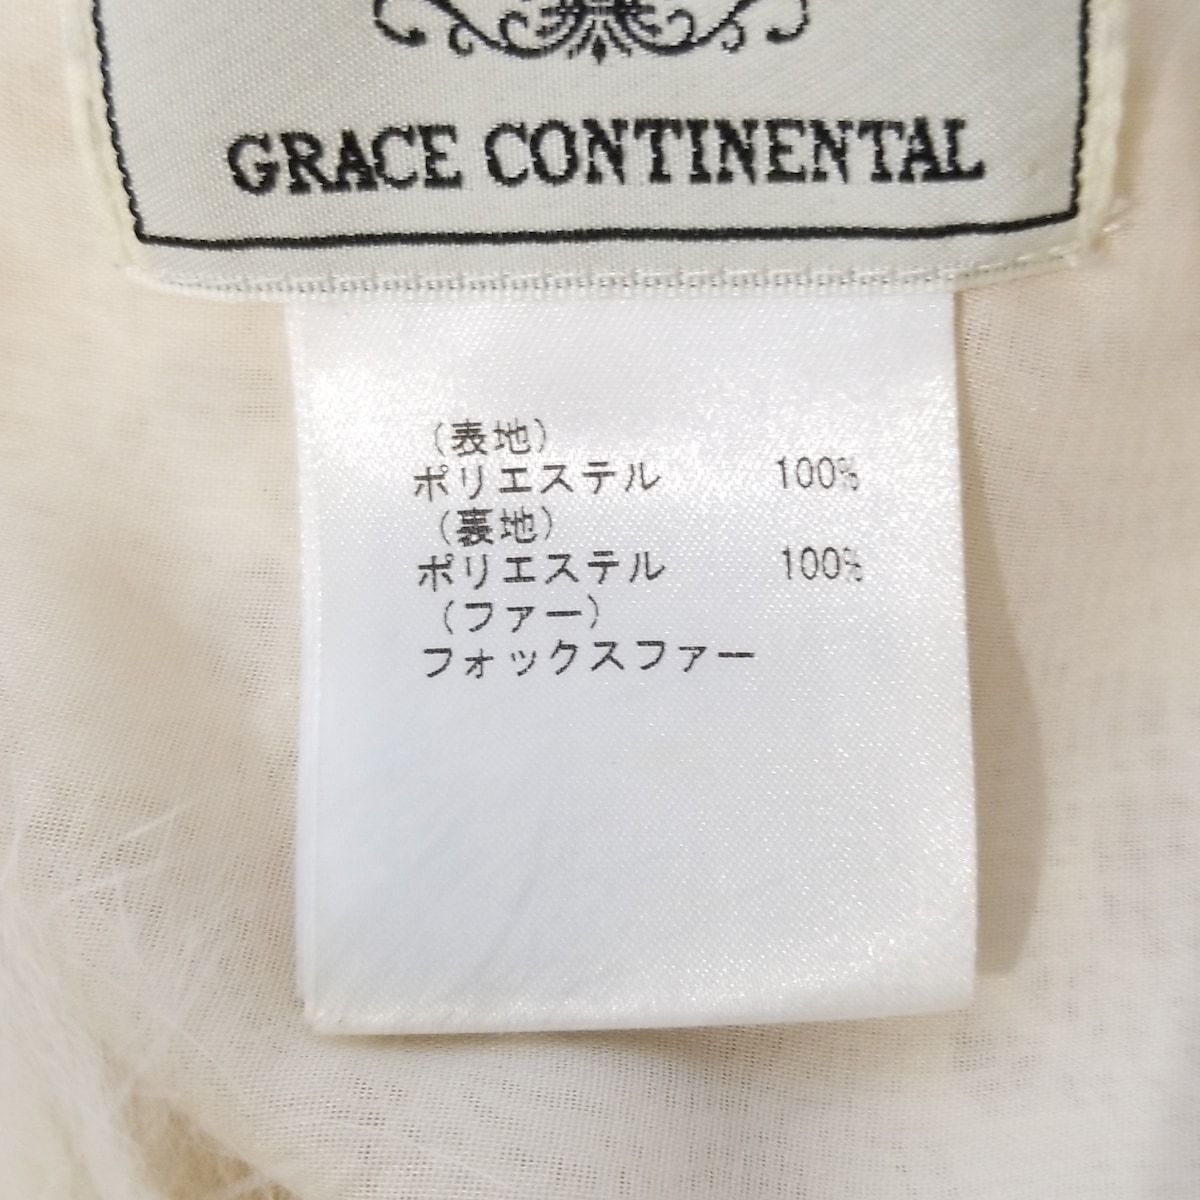 GRACE CONTINENTAL
(表地)
ポリエステル 100%
(裏地)
ポリエステル 100%
(ファー)
フォックスファー